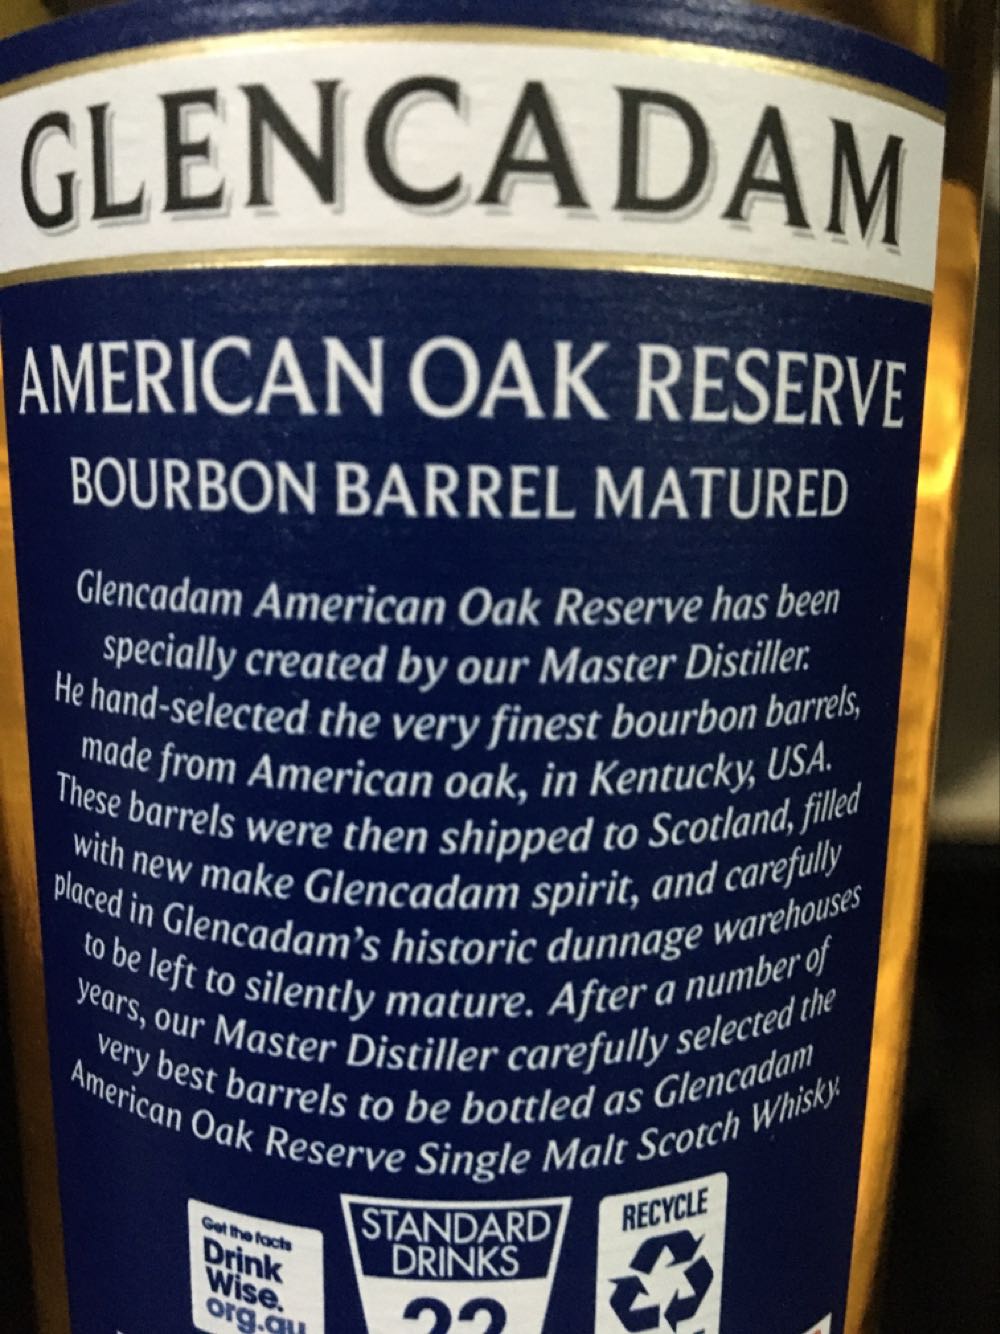 GLENCADAM
AMERICAN OAK RESERVE
BOURBON BARREL MATURED
Glencadam American Oak Reserve has been
specially created by our Master Distiller.
He hand-selected the very finest bourbon barrels,
made from American oak, in Kentucky, USA.
These barrels were then shipped to Scotland, filled
with new make Glencadam spirit, and carefully
placed in Glencadam's historic dunnage warehouses
to be left to silently mature. After a number of
years, our Master Distiller carefully selected the
very best barrels to be bottled as Glencadam
American Oak Reserve Single Malt Scotch Whisky.
Get the facts
Drink
Wise.
org.au
STANDARD
DRINKS
22
RECYCLE